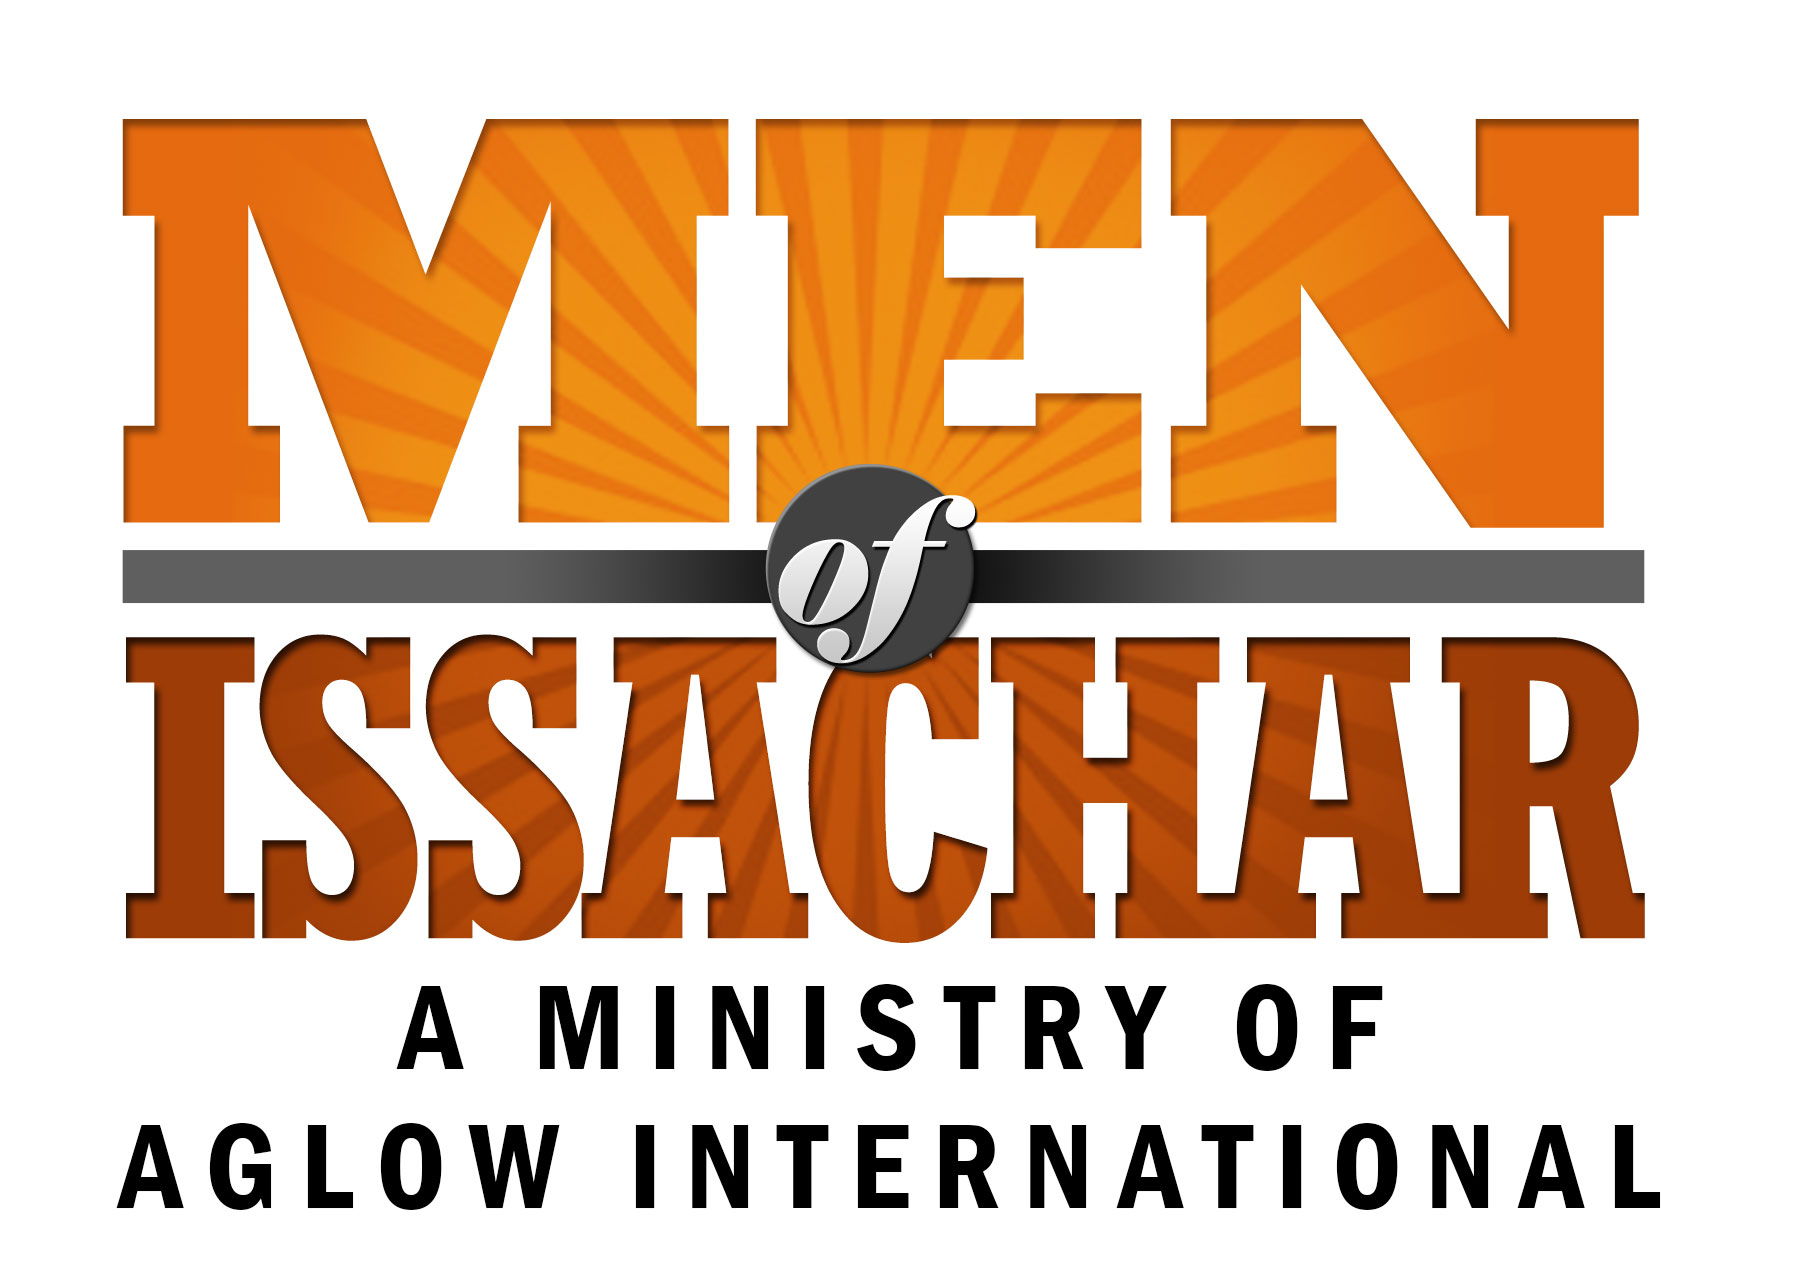 MEN
of
ISSACHAR
A MINISTRY OF
AGLOW INTERNATIONAL